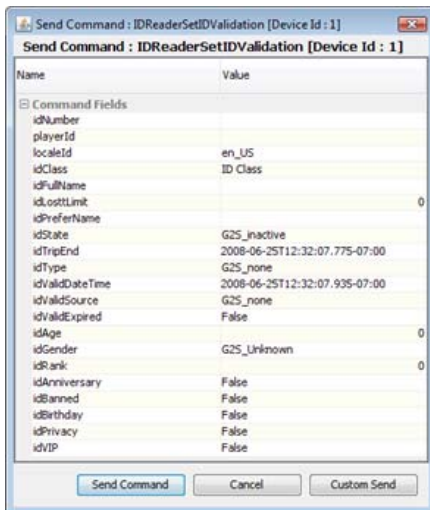 Send Command : IDReaderSetIDValidation [Device Id : 1]
Send Command : IDReaderSetIDValidation [Device Id : 1]
Name Value
Command Fields
idNumber
playerId
localeId en_US
idClass ID Class
idFullName
idLosttLimit 0
idPreferName
idState G2S_inactive
idTripEnd 2008-06-25T12:32:07.775-07:00
idType G2S_none
idValidDateTime 2008-06-25T12:32:07.935-07:00
idValidSource G2S_none
idValidExpired False
idAge 0
idGender G2S_Unknown
idRank 0
idAnniversary False
idBanned False
idBirthday False
idPrivacy False
idVIP False
Send Command Cancel Custom Send